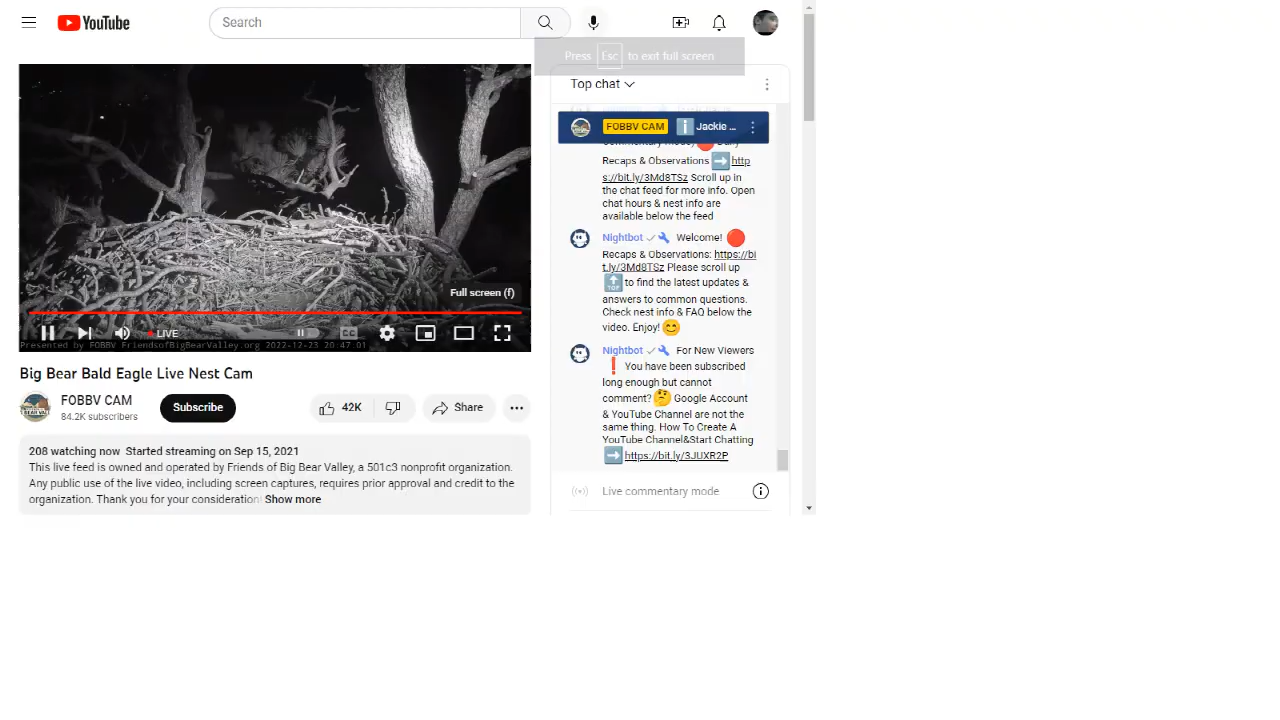 YouTube
Search
Press Esc to exit full screen
Top chat
FOBBV CAM Jackie ...
Recaps & Observations http
s://bit.ly/3Md8TSz Scroll up in
the chat feed for more info. Open
chat hours & nest info are
available below the feed
Nightbot Welcome!
Recaps & Observations: https://bi
t.ly/3Md8TSz Please scroll up
TOP to find the latest updates &
answers to common questions.
Check nest info & FAQ below the
video. Enjoy!
Nightbot For New Viewers
You have been subscribed
long enough but cannot
comment? Google Account
& YouTube Channel are not the
same thing. How To Create A
YouTube Channel&Start Chatting
https://bit.ly/3JUXR2P
Live commentary mode
Full screen (f)
LIVE
CC
Presented by FOBBV FriendsofBigBearValley.org 2022-12-23 20:47:01
Big Bear Bald Eagle Live Nest Cam
FOBBV CAM
84.2K subscribers
Subscribe
42K
Share
208 watching now Started streaming on Sep 15, 2021
This live feed is owned and operated by Friends of Big Bear Valley, a 501c3 nonprofit organization.
Any public use of the live video, including screen captures, requires prior approval and credit to the
organization. Thank you for your consideration Show more